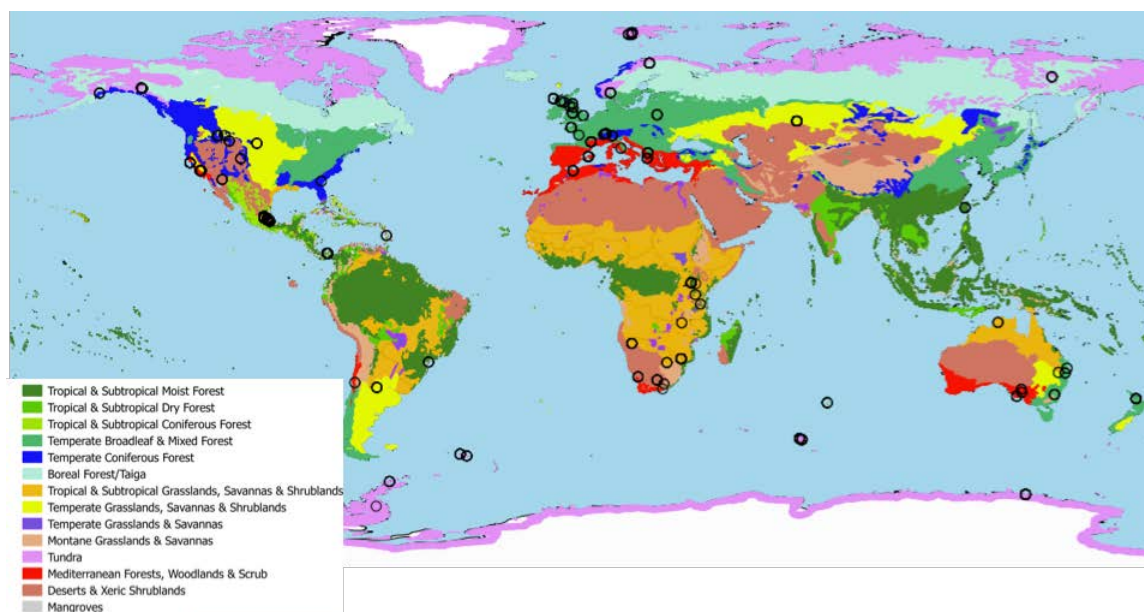 Tropical & Subtropical Moist Forest
Tropical & Subtropical Dry Forest
Tropical & Subtropical Coniferous Forest
Temperate Broadleaf & Mixed Forest
Temperate Coniferous Forest
Boreal Forest/Taiga
Tropical & Subtropical Grasslands, Savannas & Shrublands
Temperate Grasslands, Savannas & Shrublands
Temperate Grasslands & Savannas
Montane Grasslands & Savannas
Tundra
Mediterranean Forests, Woodlands & Scrub
Deserts & Xeric Shrublands
Mangroves